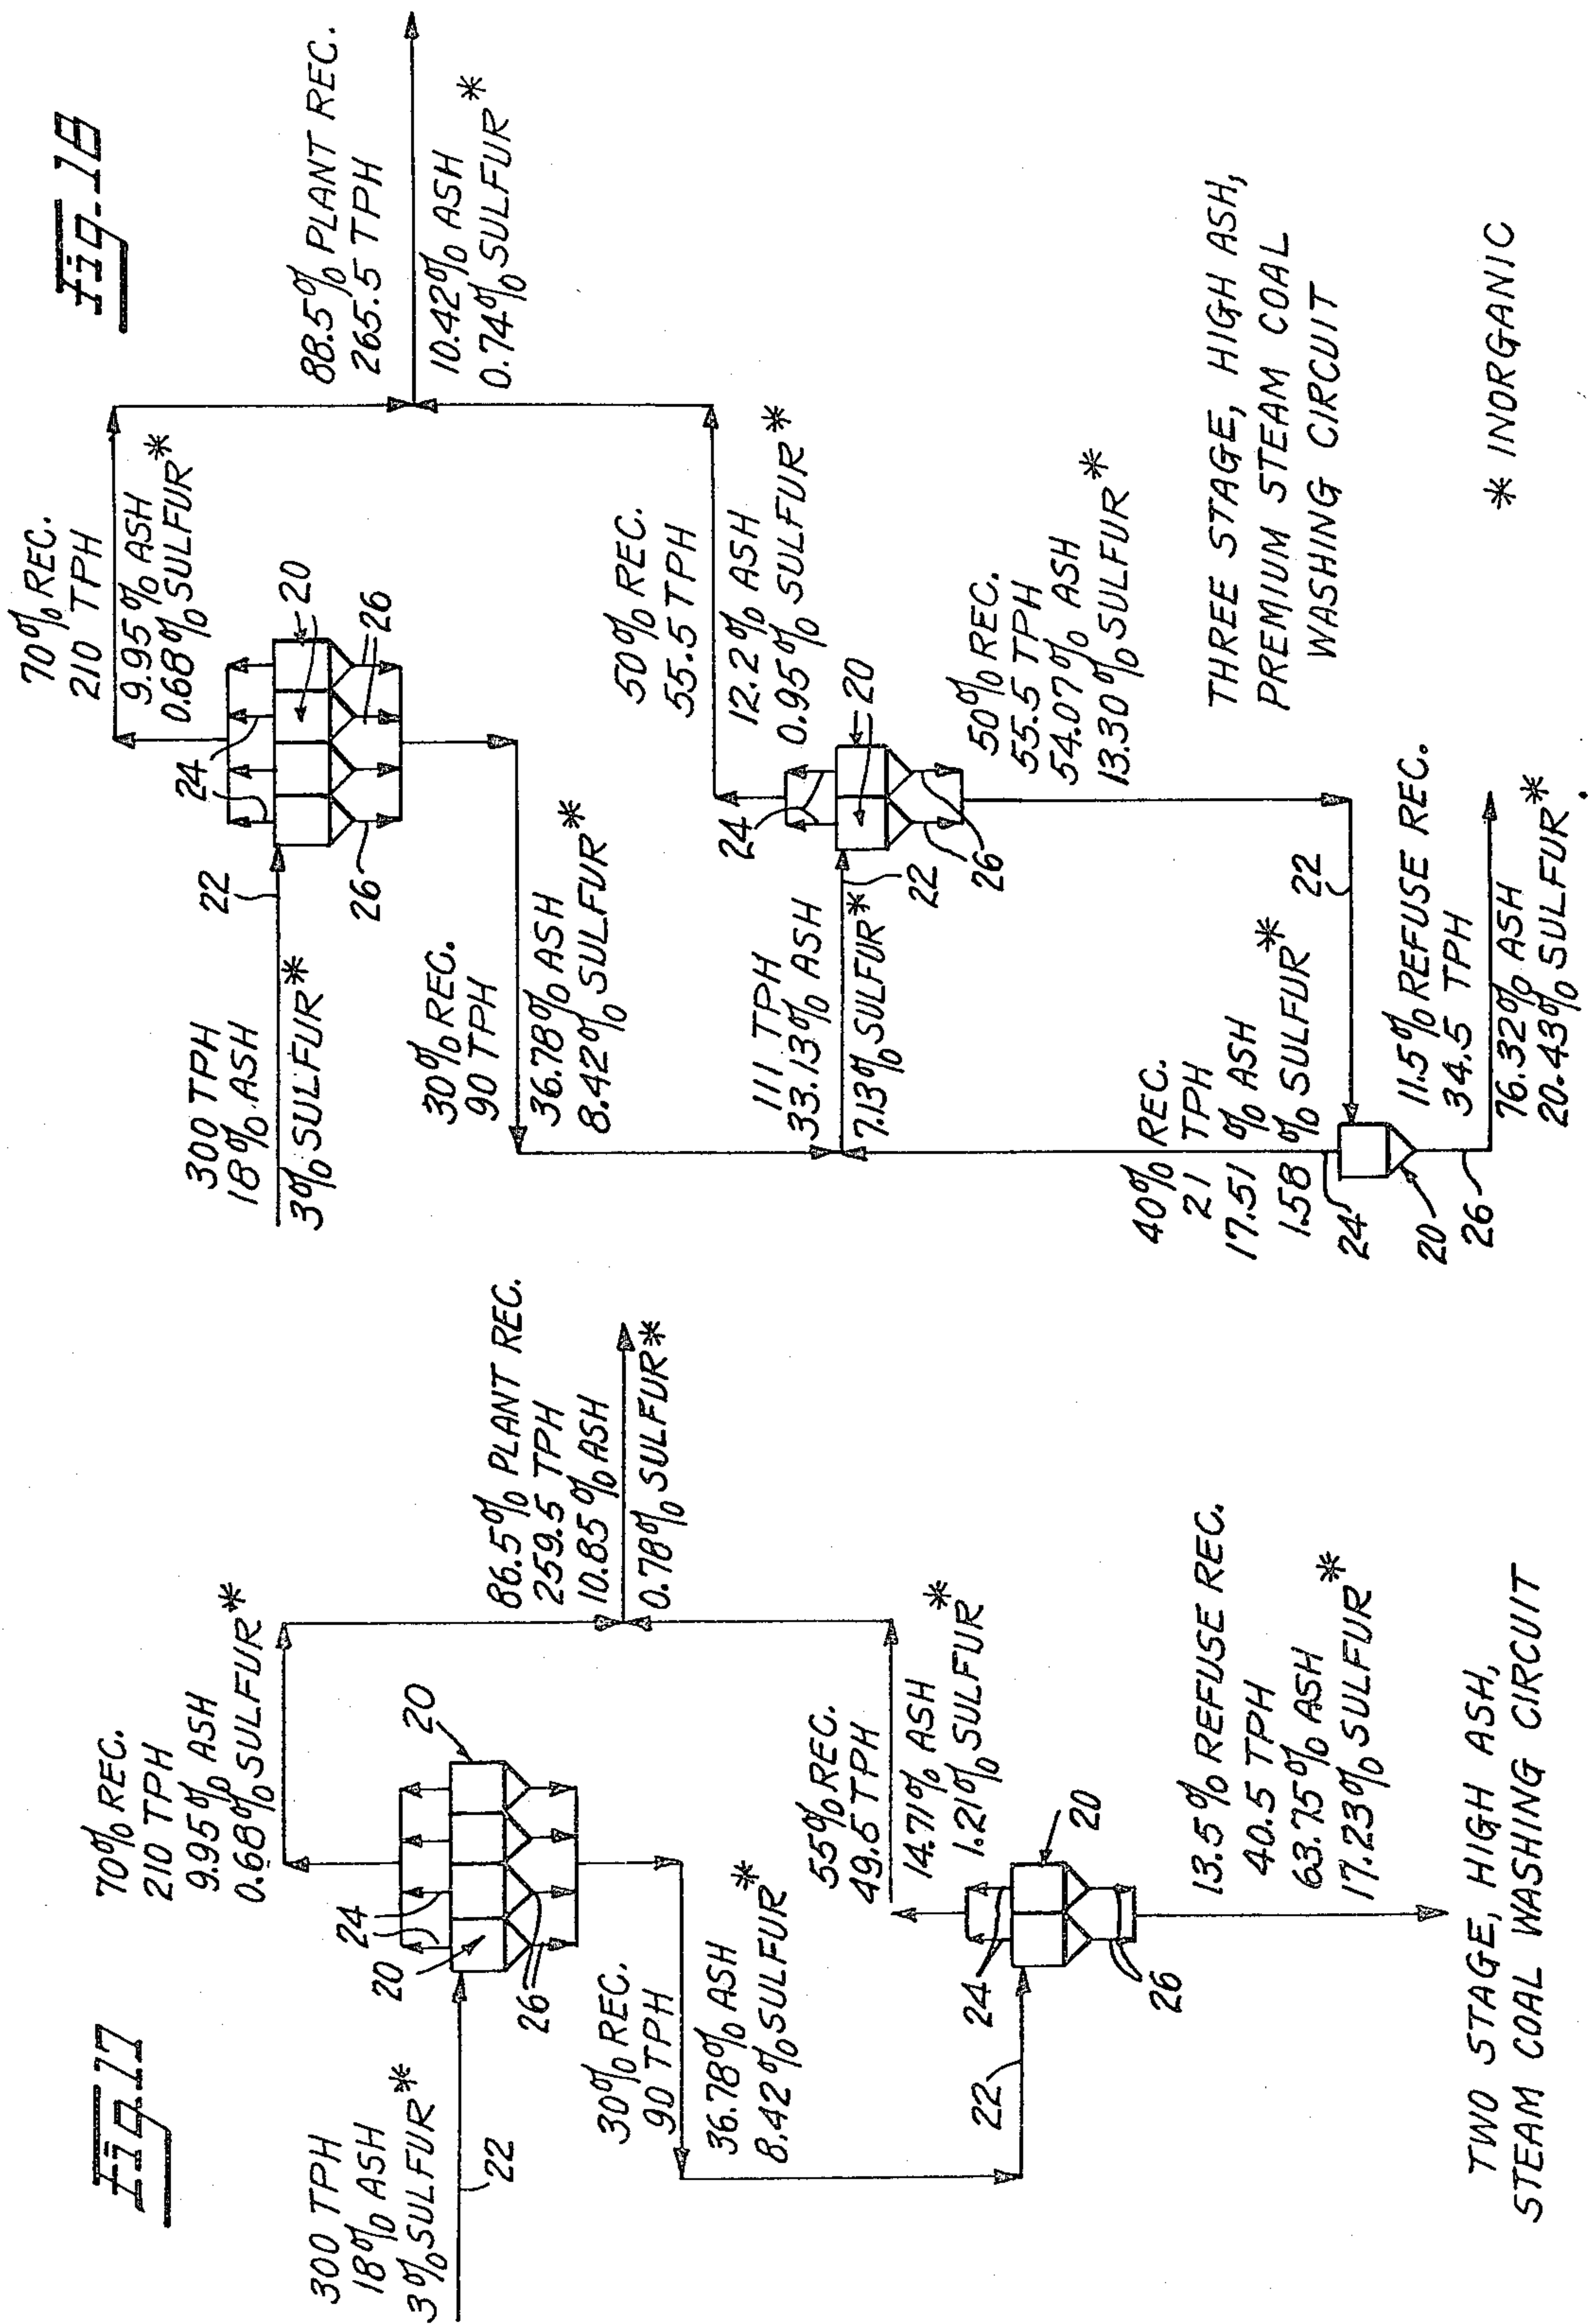 Fig. 17
300 TPH
18% ASH
3% SULFUR*
22
70% REC.
210 TPH
9.95% ASH
0.68% SULFUR*
24
20
20
26
30% REC.
90 TPH
36.78% ASH
8.42% SULFUR*
22
86.5% PLANT REC.
259.5 TPH
10.85% ASH
0.78% SULFUR*
55% REC.
49.5 TPH
14.71% ASH
1.21% SULFUR*
24
20
26
13.5% REFUSE REC.
40.5 TPH
63.75% ASH
17.23% SULFUR*
TWO STAGE, HIGH ASH,
STEAM COAL WASHING CIRCUIT
Fig. 18
300 TPH
18% ASH
3% SULFUR*
22
70% REC.
210 TPH
9.95% ASH
0.68% SULFUR*
24
20
26
26
88.5% PLANT REC.
265.5 TPH
10.42% ASH
0.74% SULFUR*
30% REC.
90 TPH
36.78% ASH
8.42% SULFUR*
50% REC.
55.5 TPH
12.2% ASH
0.95% SULFUR*
111 TPH
33.13% ASH
7.13% SULFUR*
24
20
22
26
50% REC.
55.5 TPH
54.07% ASH
13.30% SULFUR*
40% REC.
21 TPH
17.51 % ASH
1.58 % SULFUR*
22
24
20
26
11.5% REFUSE REC.
34.5 TPH
76.32% ASH
20.43% SULFUR*
THREE STAGE, HIGH ASH,
PREMIUM STEAM COAL
WASHING CIRCUIT
* INORGANIC